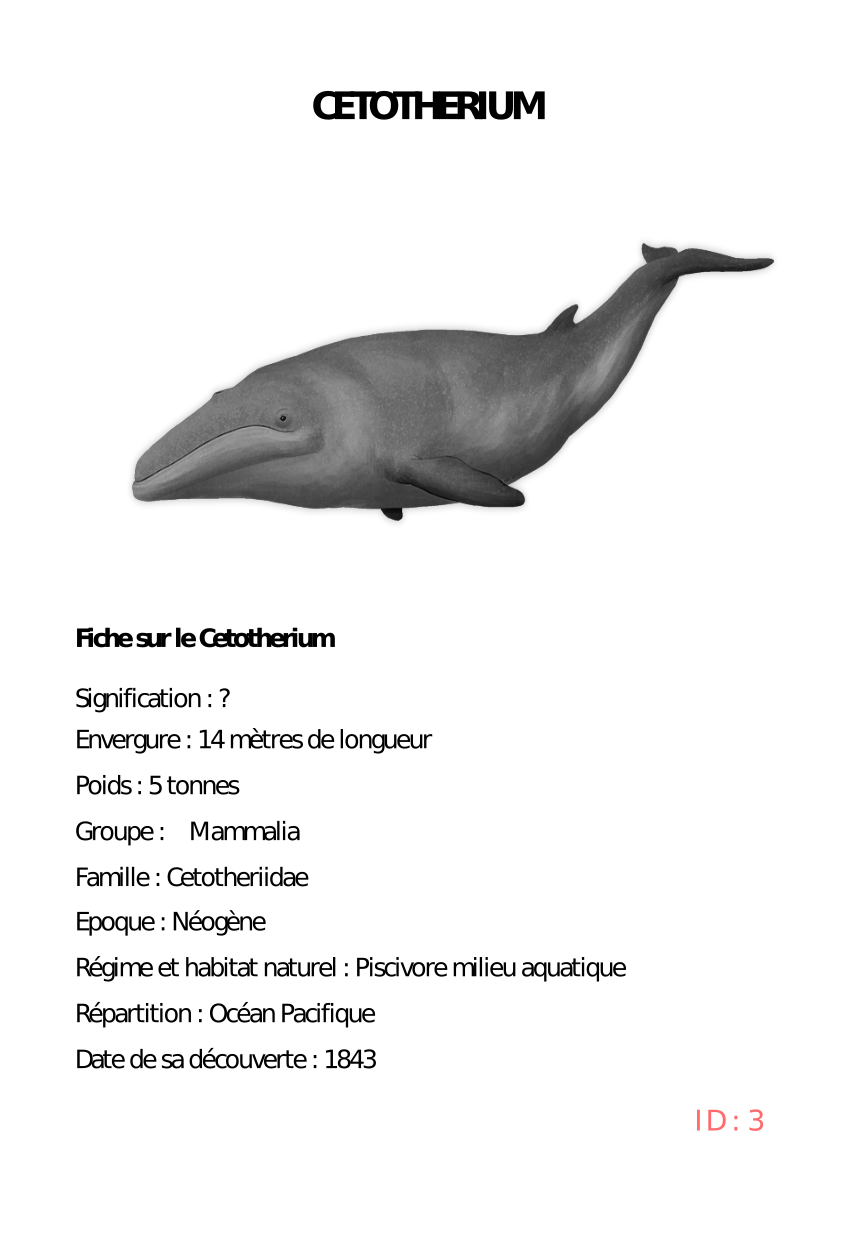 CETOTHERIUM
Fiche sur le Cetotherium
Signification : ?
Envergure : 14 mètres de longueur
Poids : 5 tonnes
Groupe : Mammalia
Famille : Cetotheriidae
Epoque : Néogène
Régime et habitat naturel : Piscivore milieu aquatique
Répartition : Océan Pacifique
Date de sa découverte : 1843
ID : 3